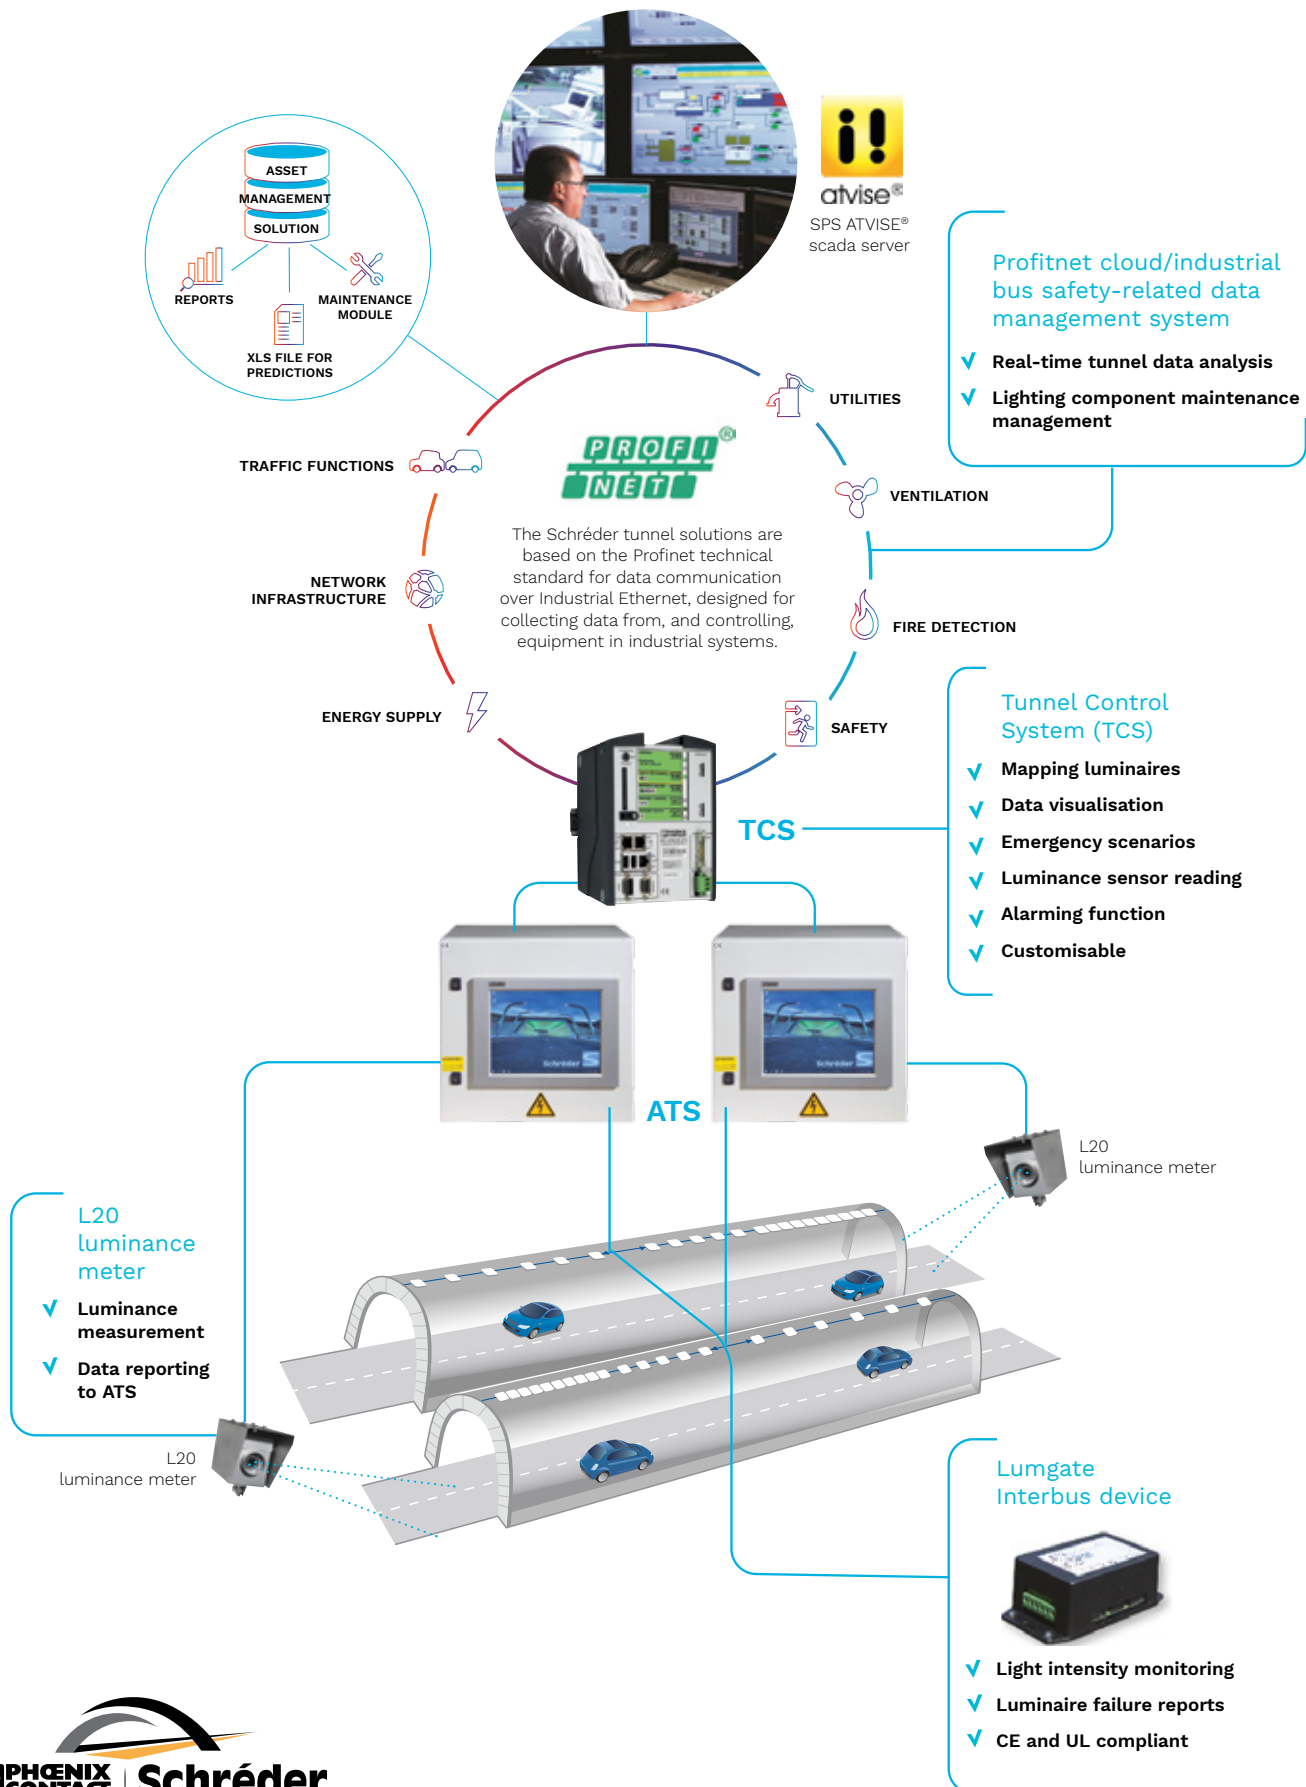 ASSET
MANAGEMENT
SOLUTION
REPORTS
MAINTENANCE
MODULE
XLS FILE FOR
PREDICTIONS
i!
atvise®
SPS ATVISE®
scada server
Profitnet cloud/industrial
bus safety-related data
management system
Real-time tunnel data analysis
Lighting component maintenance
management
UTILITIES
TRAFFIC FUNCTIONS
VENTILATION
PROFI®
NET
The Schréder tunnel solutions are
based on the Profinet technical
standard for data communication
over Industrial Ethernet, designed for
collecting data from, and controlling,
equipment in industrial systems.
NETWORK
INFRASTRUCTURE
FIRE DETECTION
ENERGY SUPPLY
SAFETY
TCS
Tunnel Control
System (TCS)
Mapping luminaires
Data visualisation
Emergency scenarios
Luminance sensor reading
Alarming function
Customisable
Schréder
Schréder
ATS
L20
luminance meter
L20
luminance
meter
Luminance
measurement
Data reporting
to ATS
L20
luminance meter
Lumgate
Interbus device
Light intensity monitoring
Luminaire failure reports
CE and UL compliant
PHŒNIX
CONTACT
Schréder